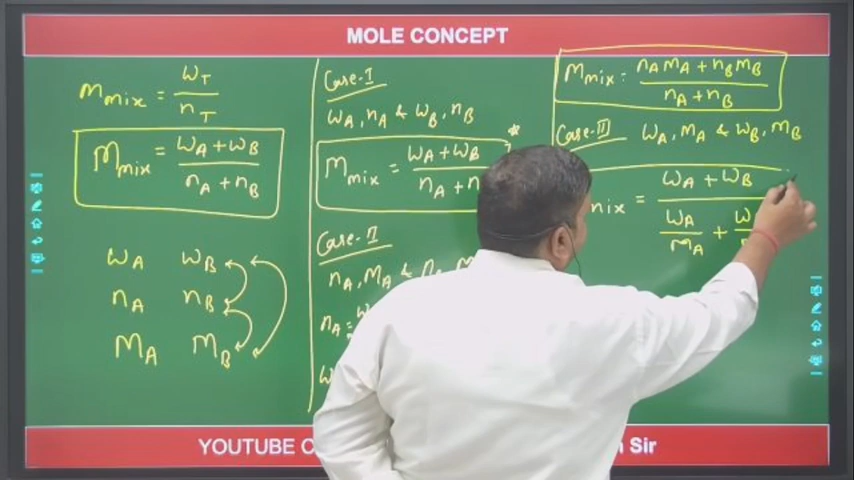 MOLE CONCEPT
Mmix = WT / nT
Mmix = WA + WB / nA + nB
WA WB
nA nB
MA MB
Case-I
WA, nA & WB, nB
Mmix = WA + WB / nA + n
Case-II
nA, MA &
nA =
Mmix = nAMA + nBMB / nA + nB
Case-III WA, MA & WB, MB
mix = WA + WB / WA / MA + W
YOUTUBE C
Sir